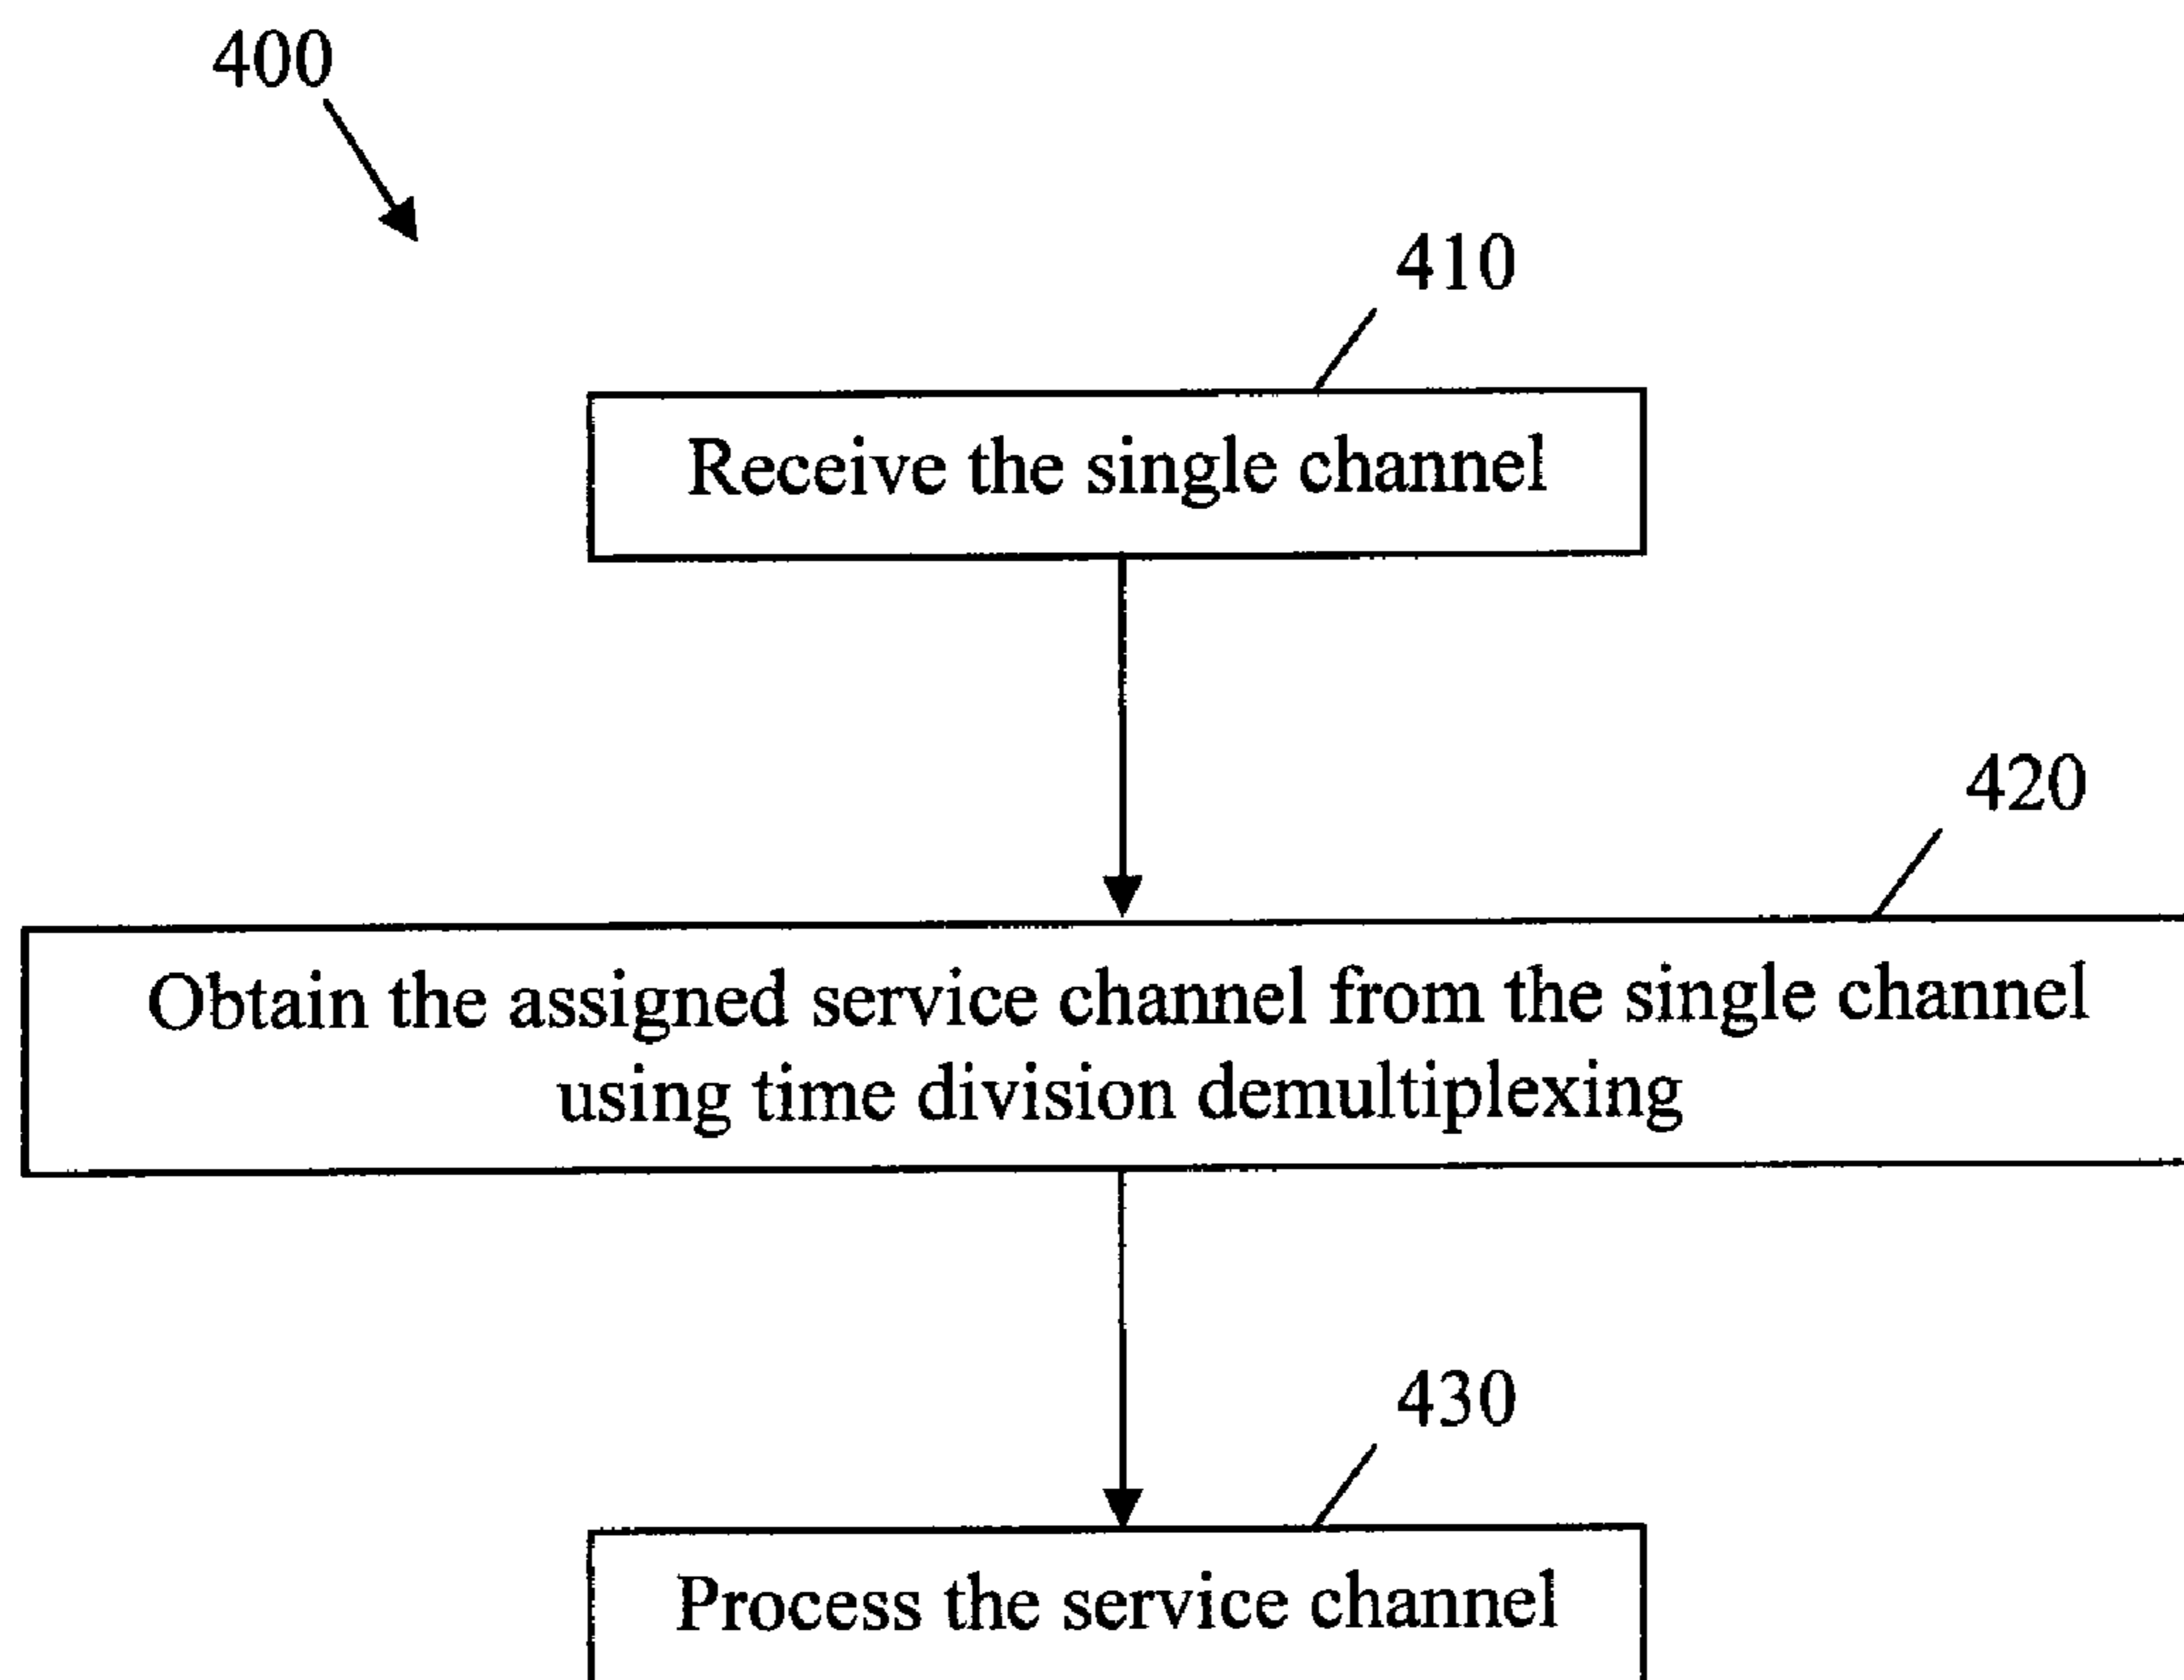 400
410
Receive the single channel
420
Obtain the assigned service channel from the single channel
using time division demultiplexing
430
Process the service channel